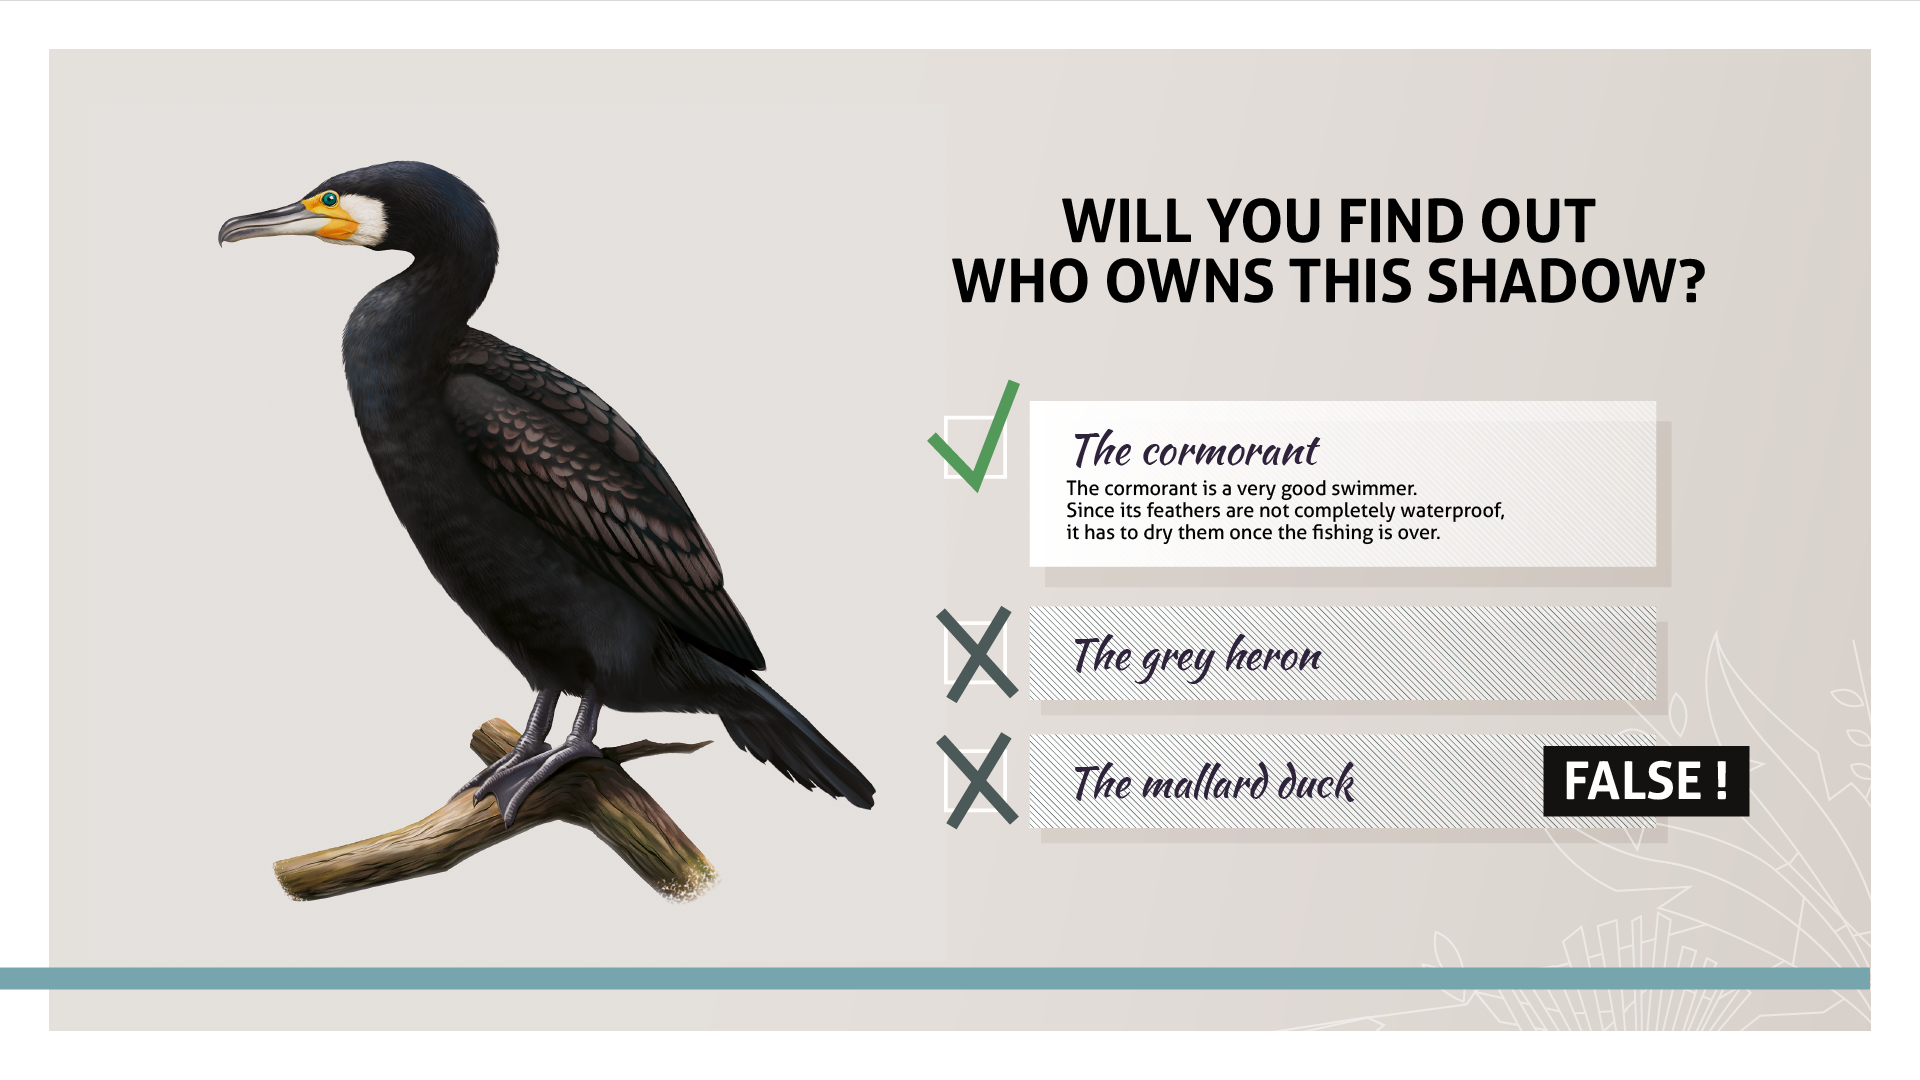 WILL YOU FIND OUT
WHO OWNS THIS SHADOW?
The cormorant
The cormorant is a very good swimmer.
Since its feathers are not completely waterproof,
it has to dry them once the fishing is over.
The grey heron
The mallard duck
FALSE !